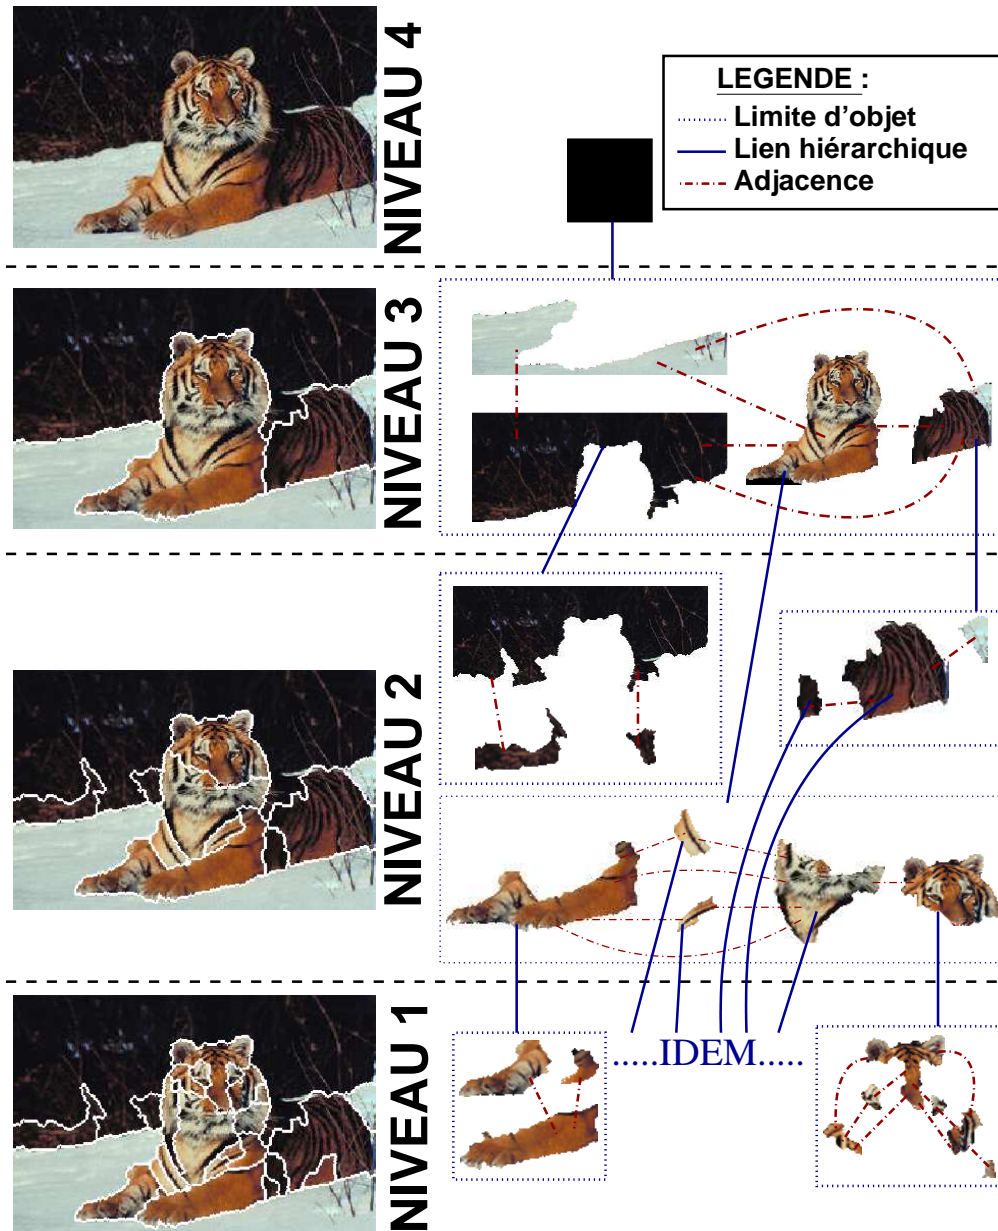 NIVEAU 4
LEGENDE :
Limite d'objet
Lien hiérarchique
Adjacence
NIVEAU 3
NIVEAU 2
NIVEAU 1
.....IDEM.....